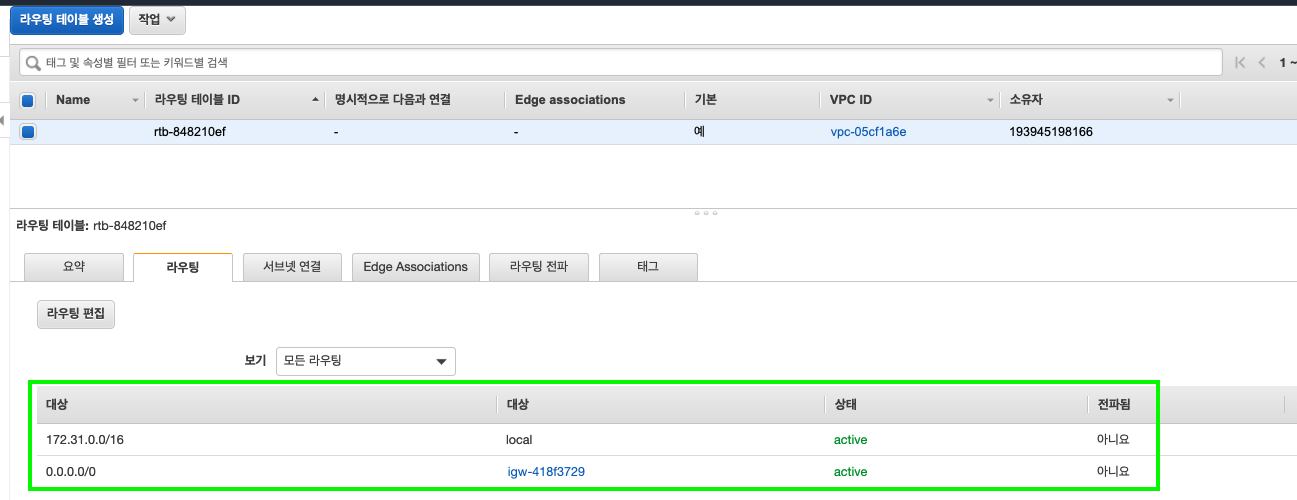 라우팅 테이블 생성 작업
태그 및 속성별 필터 또는 키워드별 검색 1 ~
Name 라우팅 테이블 ID 명시적으로 다음과 연결 Edge associations 기본 VPC ID 소유자
rtb-848210ef - - 예 vpc-05cf1a6e 193945198166
라우팅 테이블: rtb-848210ef
요약 라우팅 서브넷 연결 Edge Associations 라우팅 전파 태그
라우팅 편집
보기 모든 라우팅
대상 대상 상태 전파됨
172.31.0.0/16 local active 아니요
0.0.0.0/0 igw-418f3729 active 아니요